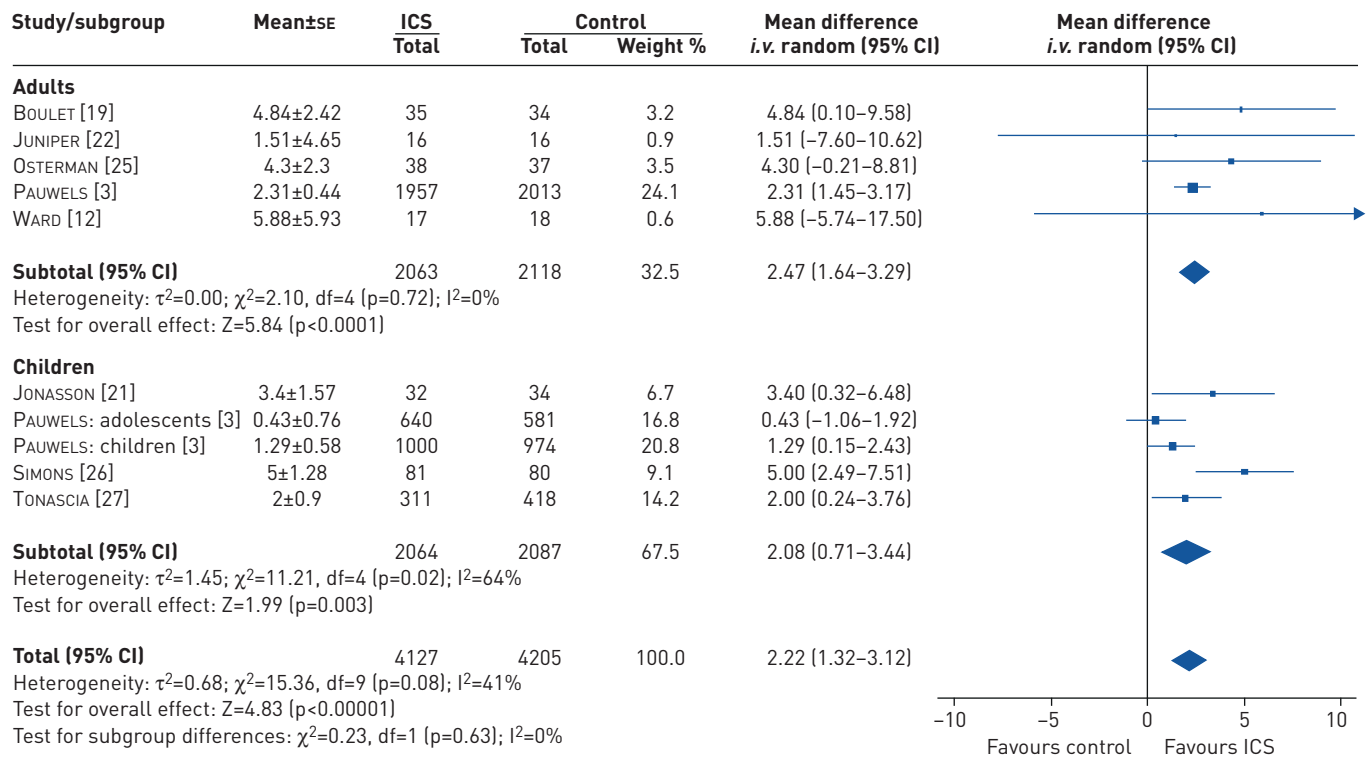 Study/subgroup Mean±SE ICS Control Mean difference Mean difference
Total Total Weight % i.v. random (95% CI) i.v. random (95% CI)
Adults
BOULET [19] 4.84±2.42 35 34 3.2 4.84 (0.10–9.58)
JUNIPER [22] 1.51±4.65 16 16 0.9 1.51 (−7.60–10.62)
OSTERMAN [25] 4.3±2.3 38 37 3.5 4.30 (−0.21–8.81)
PAUWELS [3] 2.31±0.44 1957 2013 24.1 2.31 (1.45–3.17)
WARD [12] 5.88±5.93 17 18 0.6 5.88 (−5.74–17.50)
Subtotal (95% CI) 2063 2118 32.5 2.47 (1.64–3.29)
Heterogeneity: τ²=0.00; χ²=2.10, df=4 (p=0.72); I²=0%
Test for overall effect: Z=5.84 (p<0.0001)
Children
JONASSON [21] 3.4±1.57 32 34 6.7 3.40 (0.32–6.48)
PAUWELS: adolescents [3] 0.43±0.76 640 581 16.8 0.43 (−1.06–1.92)
PAUWELS: children [3] 1.29±0.58 1000 974 20.8 1.29 (0.15–2.43)
SIMONS [26] 5±1.28 81 80 9.1 5.00 (2.49–7.51)
TONASCIA [27] 2±0.9 311 418 14.2 2.00 (0.24–3.76)
Subtotal (95% CI) 2064 2087 67.5 2.08 (0.71–3.44)
Heterogeneity: τ²=1.45; χ²=11.21, df=4 (p=0.02); I²=64%
Test for overall effect: Z=1.99 (p=0.003)
Total (95% CI) 4127 4205 100.0 2.22 (1.32–3.12)
Heterogeneity: τ²=0.68; χ²=15.36, df=9 (p=0.08); I²=41%
Test for overall effect: Z=4.83 (p<0.00001)
Test for subgroup differences: χ²=0.23, df=1 (p=0.63); I²=0%
−10 −5 0 5 10
Favours control Favours ICS